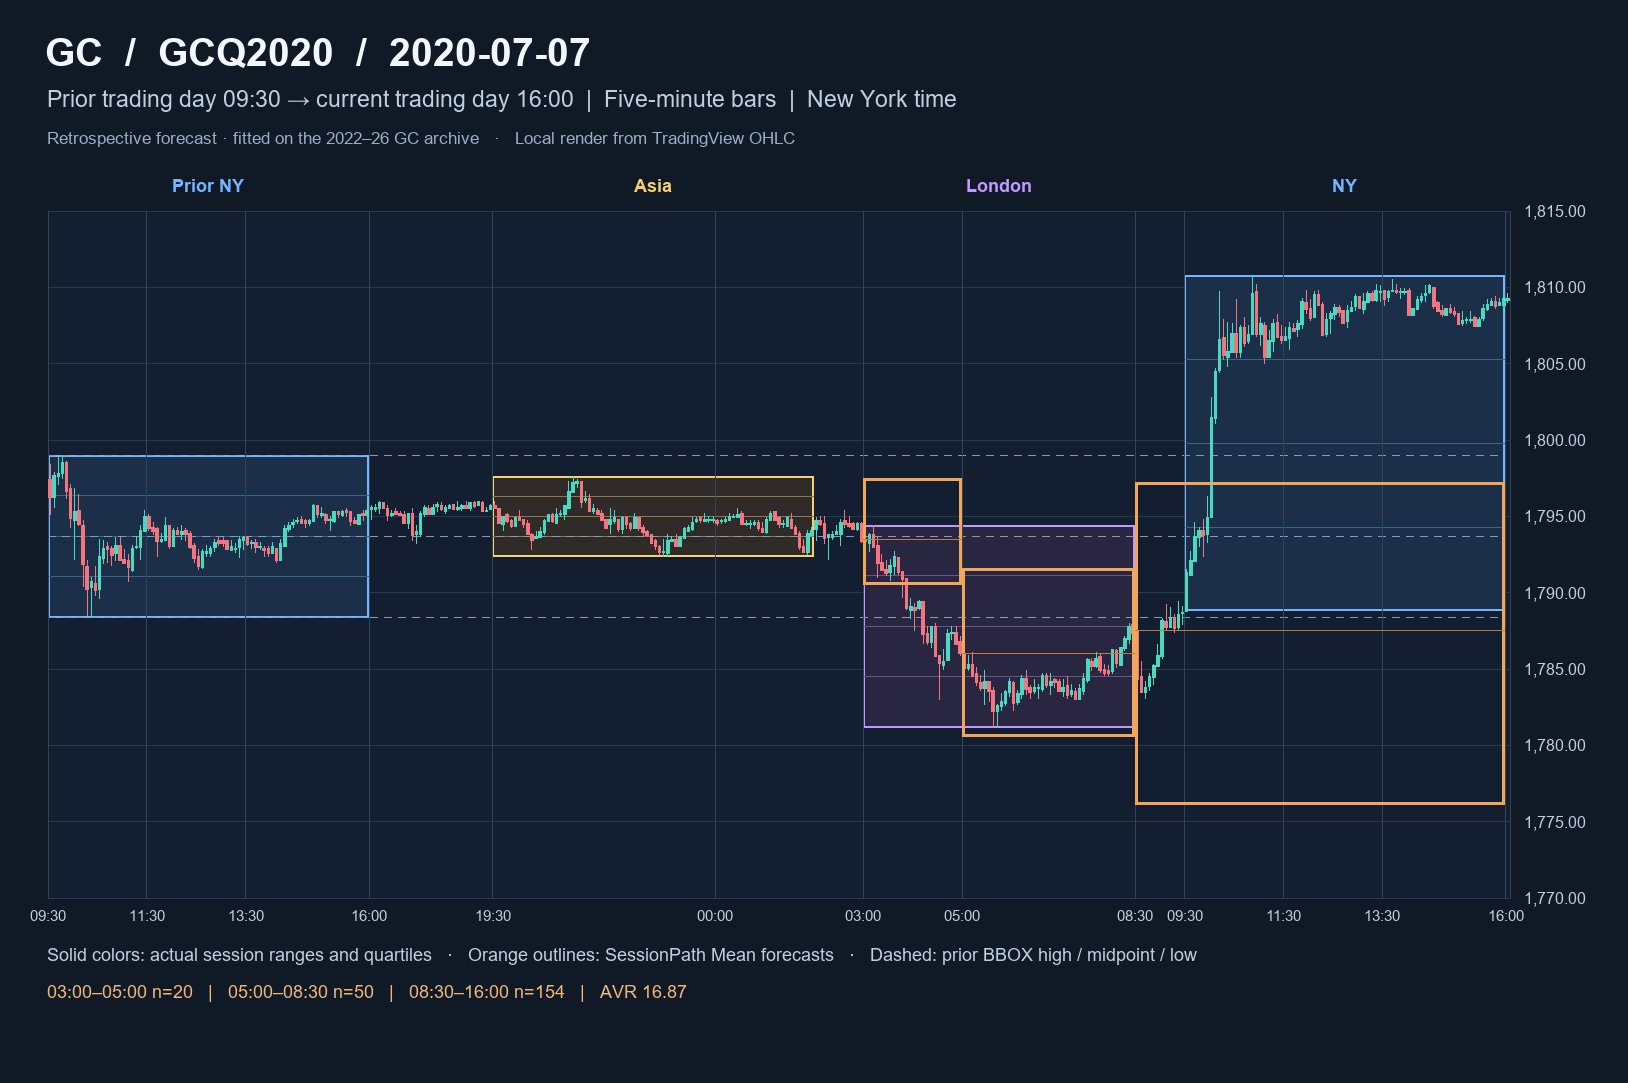 GC / GCQ2020 / 2020-07-07
Prior trading day 09:30 → current trading day 16:00 | Five-minute bars | New York time
Retrospective forecast · fitted on the 2022–26 GC archive · Local render from TradingView OHLC
Prior NY Asia London NY
1,815.00
1,810.00
1,805.00
1,800.00
1,795.00
1,790.00
1,785.00
1,780.00
1,775.00
1,770.00
09:30 11:30 13:30 16:00 19:30 00:00 03:00 05:00 08:30 09:30 11:30 13:30 16:00
Solid colors: actual session ranges and quartiles · Orange outlines: SessionPath Mean forecasts · Dashed: prior BBOX high / midpoint / low
03:00–05:00 n=20 | 05:00–08:30 n=50 | 08:30–16:00 n=154 | AVR 16.87